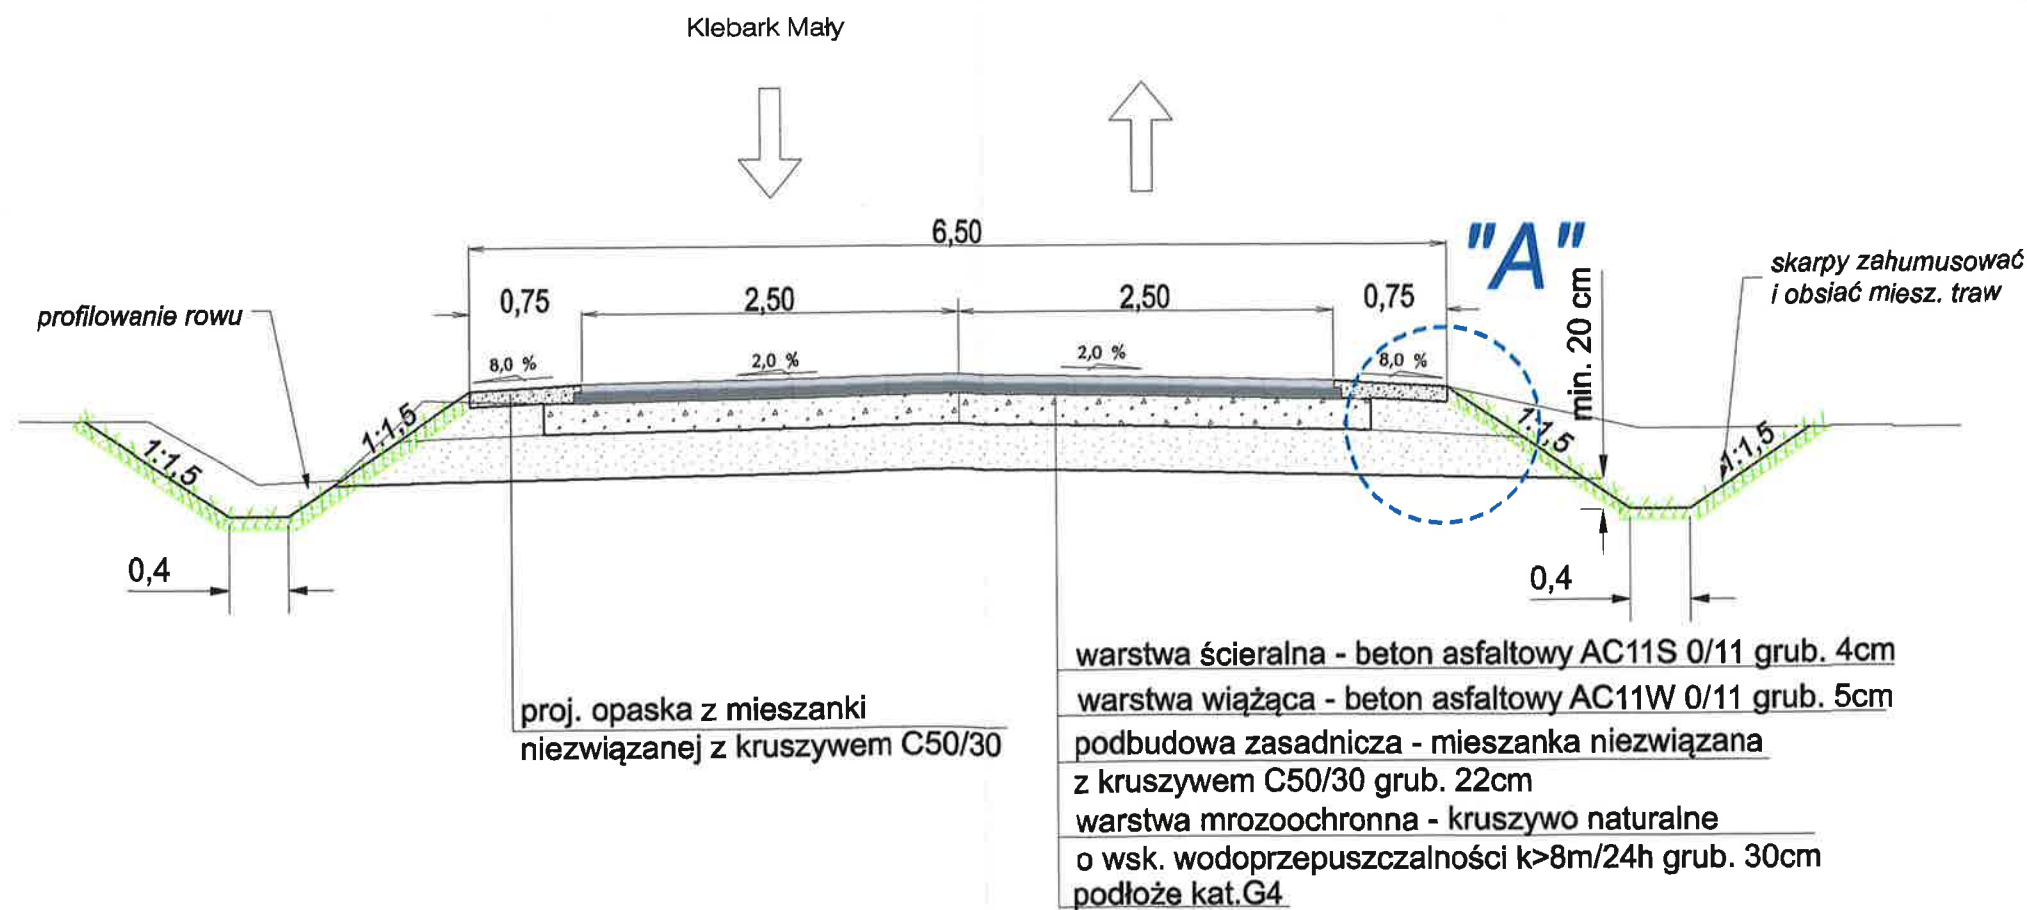 Klebark Mały
6,50
"A"
0,75
2,50
2,50
0,75
min. 20 cm
skarpy zahumusować
i obsiać miesz. traw
profilowanie rowu
8,0 %
2,0 %
2,0 %
8,0 %
1:1,5
1:1,5
1:1,5
1:1,5
0,4
0,4
proj. opaska z mieszanki
niezwiązanej z kruszywem C50/30
warstwa ścieralna - beton asfaltowy AC11S 0/11 grub. 4cm
warstwa wiążąca - beton asfaltowy AC11W 0/11 grub. 5cm
podbudowa zasadnicza - mieszanka niezwiązana
z kruszywem C50/30 grub. 22cm
warstwa mrozoochronna - kruszywo naturalne
o wsk. wodoprzepuszczalności k>8m/24h grub. 30cm
podłoże kat.G4